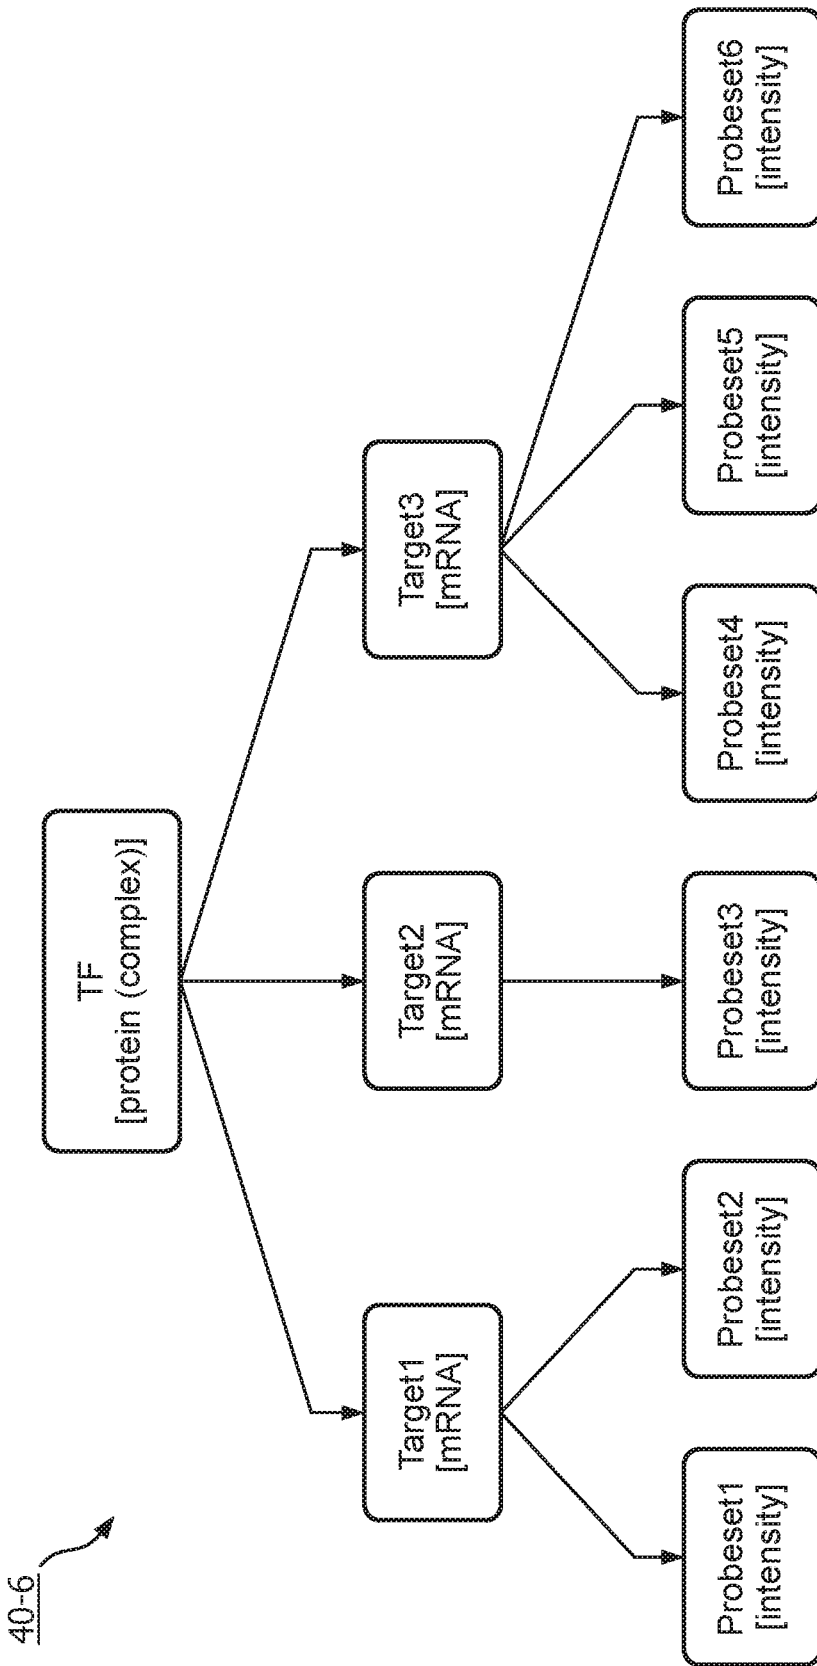 40-6
TF
[protein (complex)]
Target1
[mRNA]
Target2
[mRNA]
Target3
[mRNA]
Probeset1
[intensity]
Probeset2
[intensity]
Probeset3
[intensity]
Probeset4
[intensity]
Probeset5
[intensity]
Probeset6
[intensity]